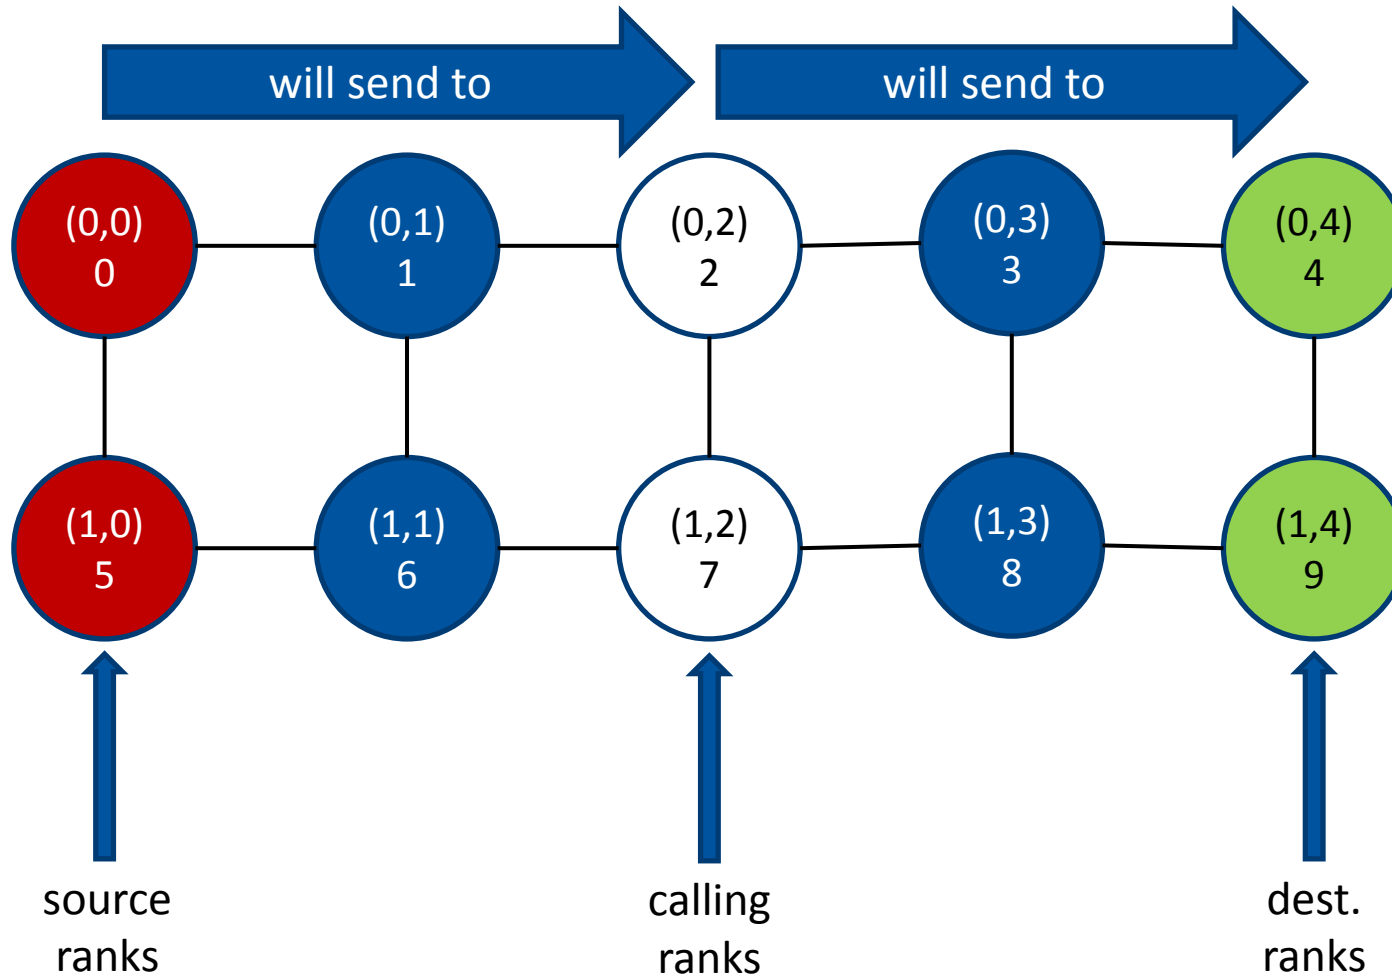 will send to
will send to
(0,0)
0
(0,1)
1
(0,2)
2
(0,3)
3
(0,4)
4
(1,0)
5
(1,1)
6
(1,2)
7
(1,3)
8
(1,4)
9
source
ranks
calling
ranks
dest.
ranks